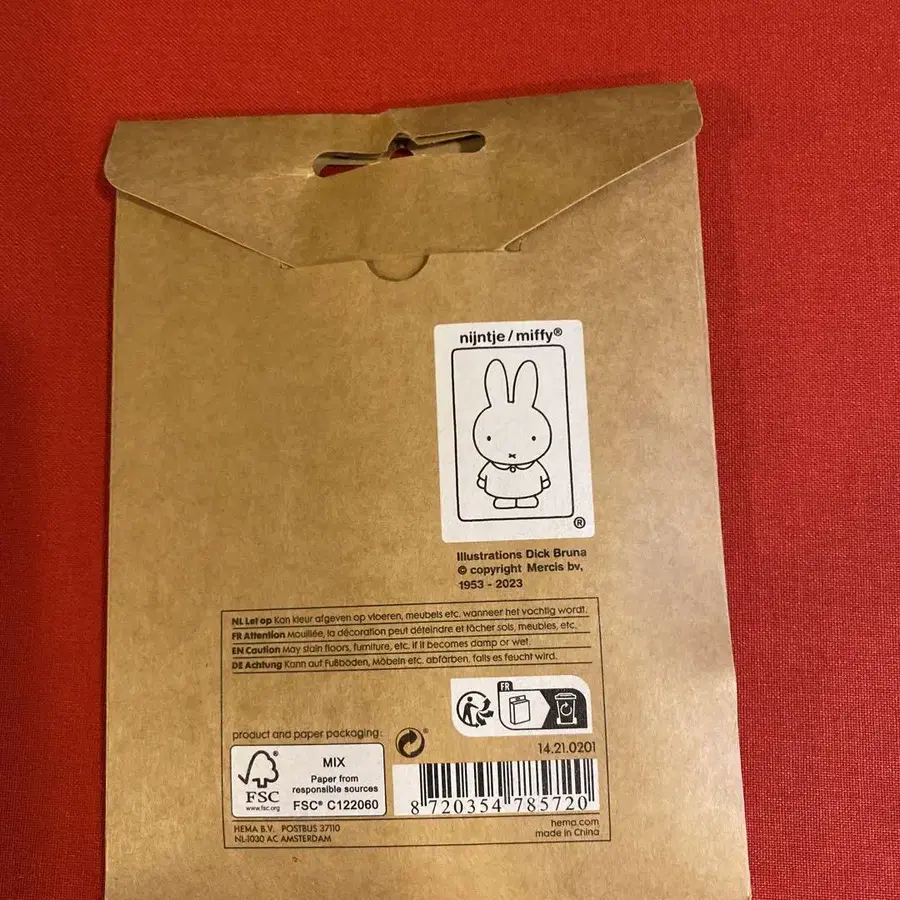 nijntje / miffy®
®
Illustrations Dick Bruna
© copyright Mercis bv,
1953 - 2023
NL Let op Kan kleur afgeven op vloeren, meubels etc. wanneer het vochtig wordt.
FR Attention Mouillée, la décoration peut déteindre et tâcher sols, meubles, etc.
EN Caution May stain floors, furniture, etc. if it becomes damp or wet.
DE Achtung Kann auf Fußböden, Möbeln etc. abfärben, falls es feucht wird.
FR
product and paper packaging:
14.21.0201
FSC
www.fsc.org
MIX
Paper from
responsible sources
FSC® C122060
8 720354 785720
HEMA B.V. POSTBUS 37110
NL-1030 AC AMSTERDAM
hema.com
made in China